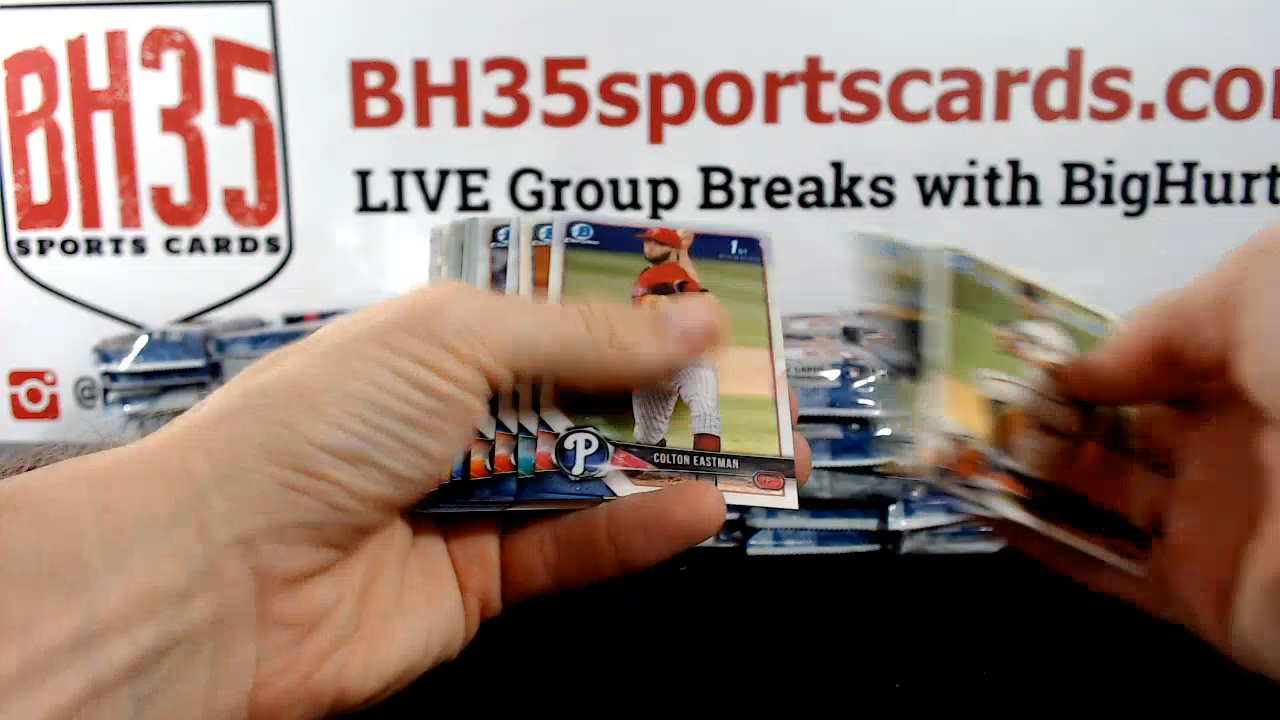 BH35
SPORTS CARDS
BH35sportscards.co
LIVE Group Breaks with BigHurt
@
1ST
P
COLTON EASTMAN